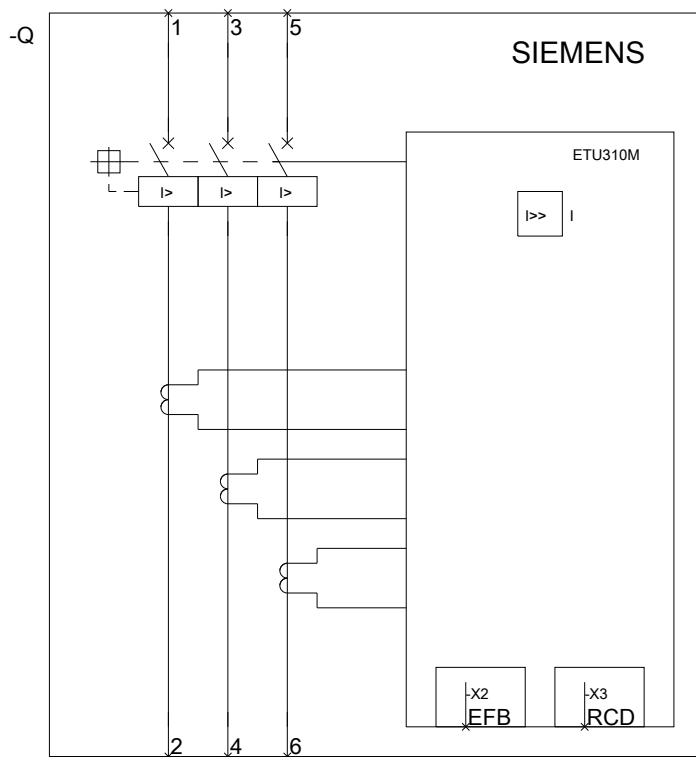 -Q
1 3 5
SIEMENS
ETU310M
I> I> I>
I>> I
-X2 -X3
EFB RCD
2 4 6